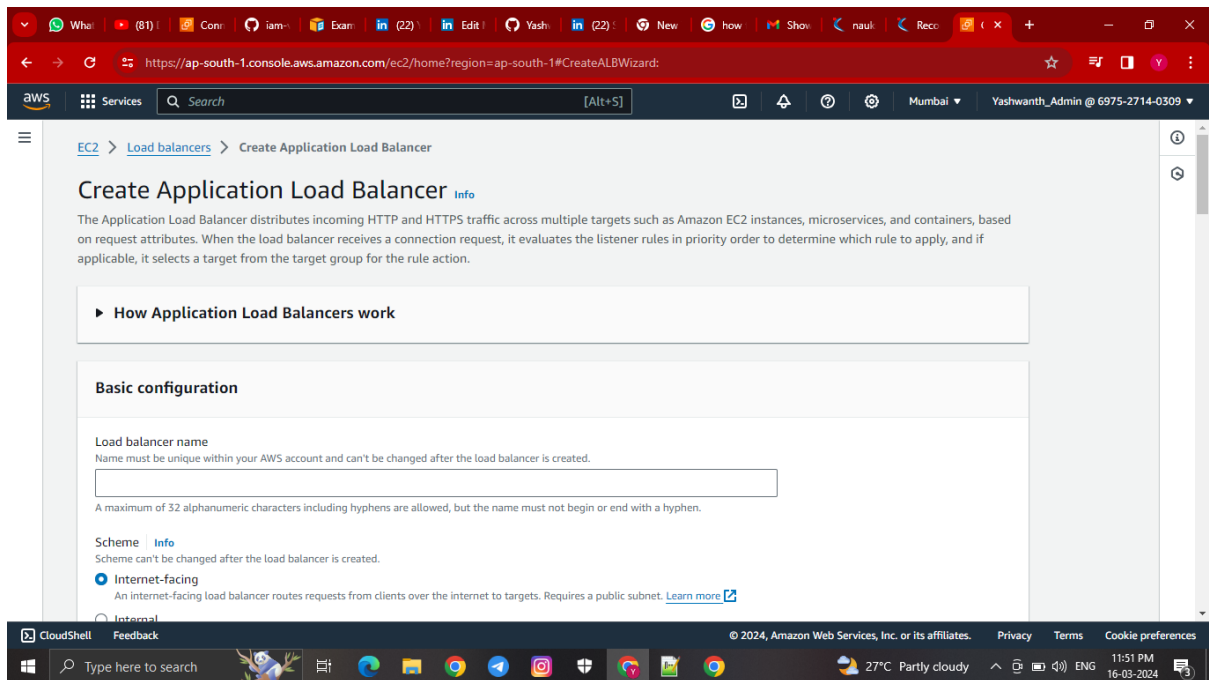 What
(81)
Conn
iam-
Exam
in (22)
in Edit
Yash
in (22)
New
how
Show
nauk
Reco
https://ap-south-1.console.aws.amazon.com/ec2/home?region=ap-south-1#CreateALBWizard:
Y
aws
Services
Search
[Alt+S]
Mumbai
Yashwanth_Admin @ 6975-2714-0309
EC2 > Load balancers > Create Application Load Balancer
Create Application Load Balancer Info
The Application Load Balancer distributes incoming HTTP and HTTPS traffic across multiple targets such as Amazon EC2 instances, microservices, and containers, based
on request attributes. When the load balancer receives a connection request, it evaluates the listener rules in priority order to determine which rule to apply, and if
applicable, it selects a target from the target group for the rule action.
How Application Load Balancers work
Basic configuration
Load balancer name
Name must be unique within your AWS account and can't be changed after the load balancer is created.
A maximum of 32 alphanumeric characters including hyphens are allowed, but the name must not begin or end with a hyphen.
Scheme Info
Scheme can't be changed after the load balancer is created.
Internet-facing
An internet-facing load balancer routes requests from clients over the internet to targets. Requires a public subnet. Learn more
Internal
CloudShell Feedback © 2024, Amazon Web Services, Inc. or its affiliates. Privacy Terms Cookie preferences
Type here to search
27°C Partly cloudy
ENG
11:51 PM
16-03-2024
3